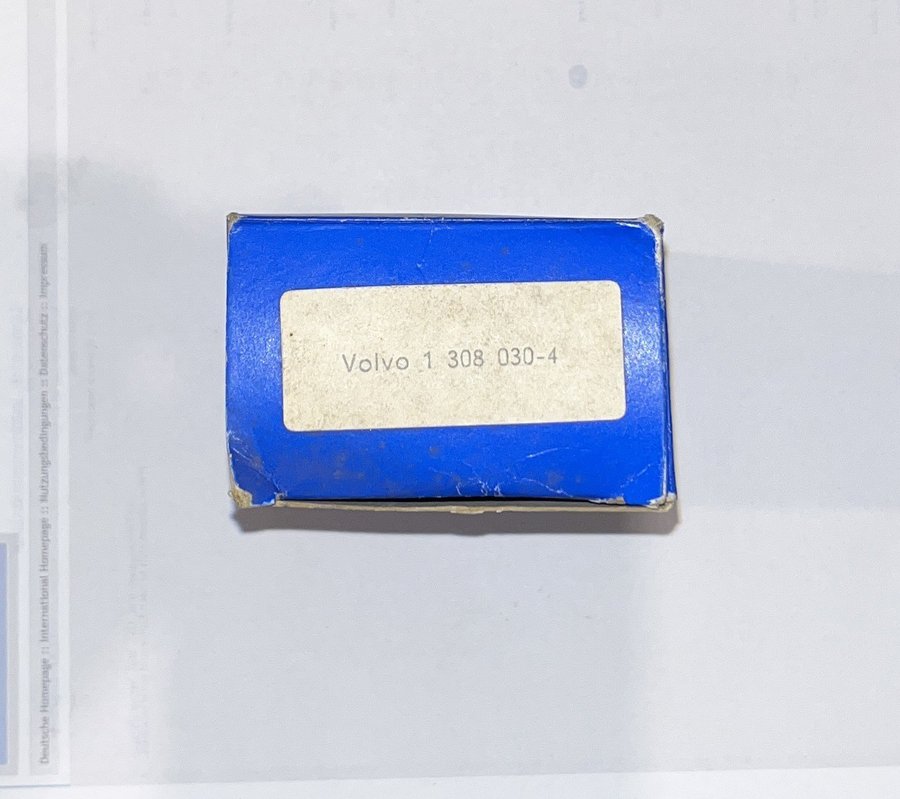 Volvo 1 308 030-4
Deutsche Homepage :: International Homepage :: Nutzungsbedingungen :: Datenschutz :: Impressum